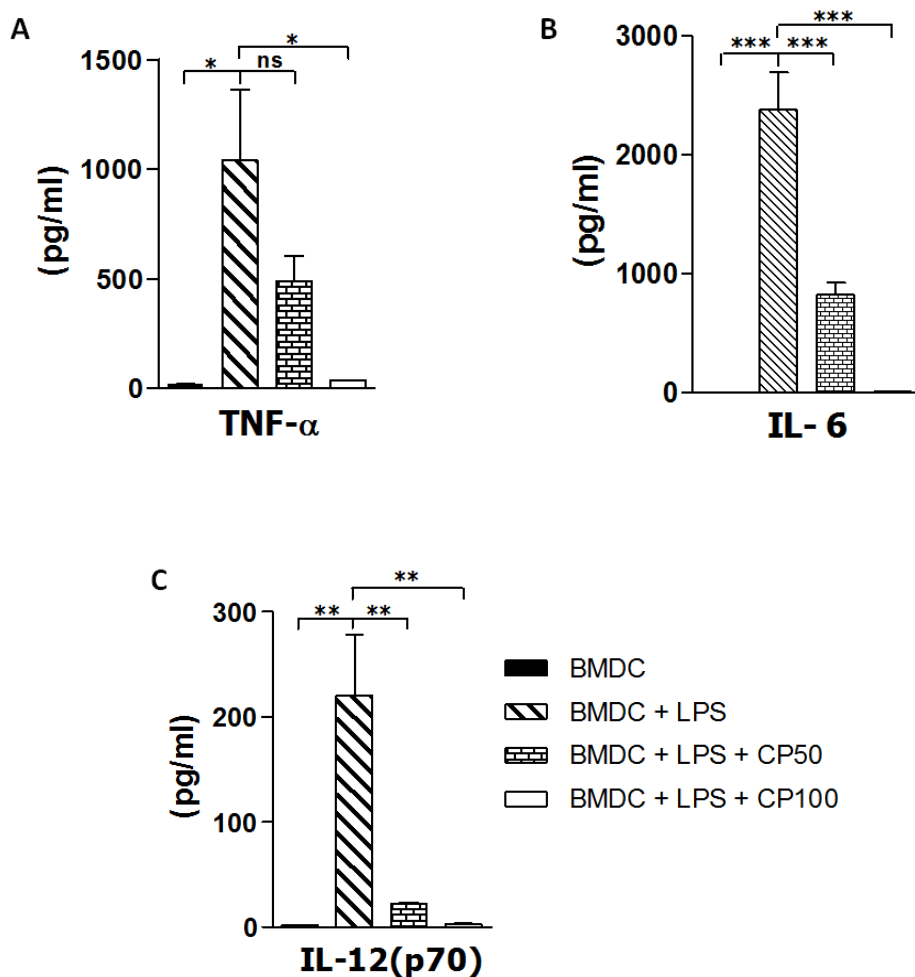 A
*
* ns
1500
1000
500
0
(pg/ml)
TNF-α
B
***
*** ***
3000
2000
1000
0
(pg/ml)
IL- 6
C
**
** **
300
200
100
0
(pg/ml)
IL-12(p70)
BMDC
BMDC + LPS
BMDC + LPS + CP50
BMDC + LPS + CP100